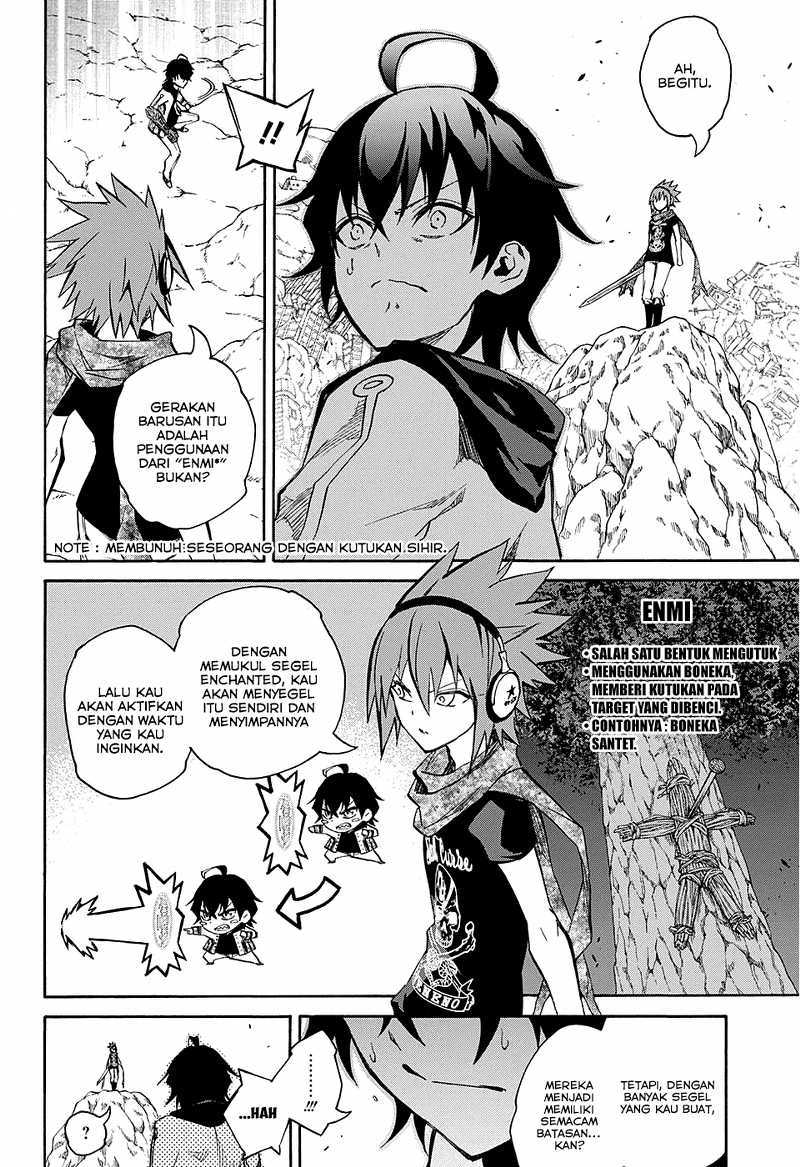 AH,
BEGITU.
!!
GERAKAN
BARUSAN ITU
ADALAH
PENGGUNAAN
DARI "ENMI*"
BUKAN?
NOTE : MEMBUNUH SESEORANG DENGAN KUTUKAN SIHIR.
ENMI
• SALAH SATU BENTUK MENGUTUK
• MENGGUNAKAN BONEKA,
MEMBERI KUTUKAN PADA
TARGET YANG DIBENCI.
• CONTOHNYA : BONEKA
SANTET.
DENGAN
MEMUKUL SEGEL
ENCHANTED, KAU
AKAN MENYEGEL
ITU SENDIRI DAN
MENYIMPANNYA
LALU KAU
AKAN AKTIFKAN
DENGAN WAKTU
YANG KAU
INGINKAN.
TETAPI, DENGAN
BANYAK SEGEL
YANG KAU BUAT,
MEREKA
MENJADI
MEMILIKI
SEMACAM
BATASAN...
KAN?
.......
...!!!
...HAH
?